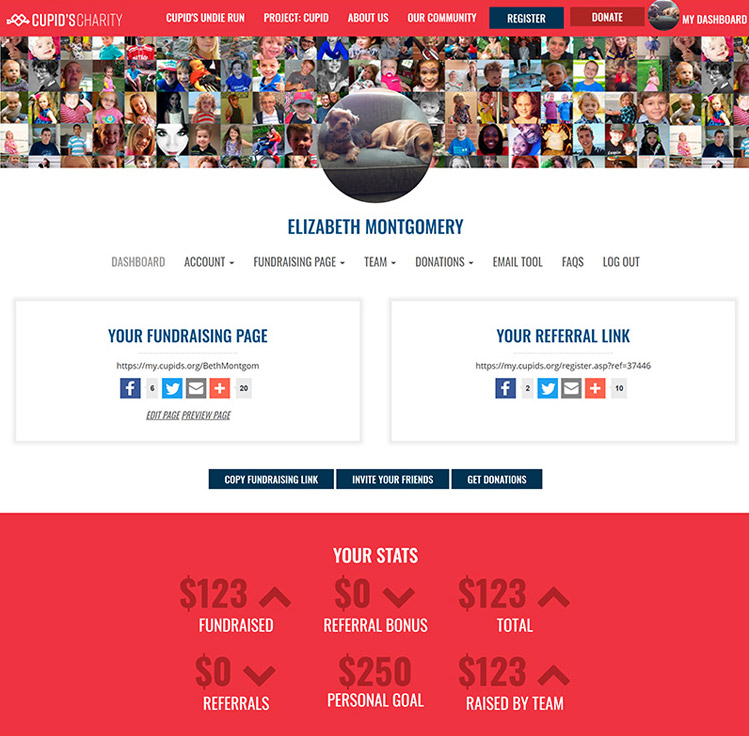 CUPID'SCHARITY CUPID'S UNDIE RUN PROJECT: CUPID ABOUT US OUR COMMUNITY REGISTER DONATE MY DASHBOARD
ELIZABETH MONTGOMERY
DASHBOARD ACCOUNT FUNDRAISING PAGE TEAM DONATIONS EMAIL TOOL FAQS LOG OUT
YOUR FUNDRAISING PAGE
https://my.cupids.org/BethMontgom
6 20
EDIT PAGE PREVIEW PAGE
YOUR REFERRAL LINK
https://my.cupids.org/register.asp?ref=37446
2 10
COPY FUNDRAISING LINK INVITE YOUR FRIENDS GET DONATIONS
YOUR STATS
$123 $0 $123
FUNDRAISED REFERRAL BONUS TOTAL
$0 $250 $123
REFERRALS PERSONAL GOAL RAISED BY TEAM